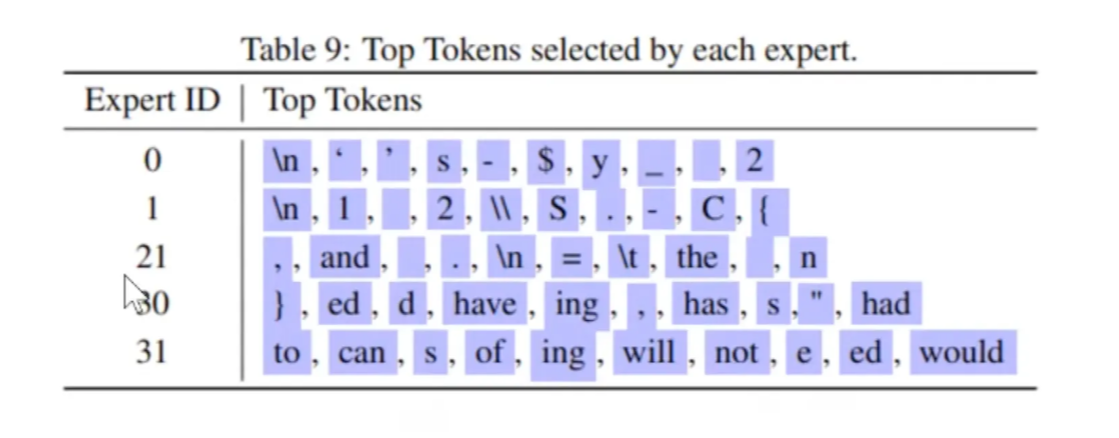 Table 9: Top Tokens selected by each expert.
Expert ID | Top Tokens
0 | \n , ‘ , ’ , s , - , $ , y , _ ,   , 2
1 | \n , 1 ,   , 2 , \\ , S , . , - , C , {
21 | , , and ,   , . , \n , = , \t , the ,   , n
30 | } , ed , d , have , ing , , , has , s , " , had
31 | to , can , s , of , ing , will , not , e , ed , would